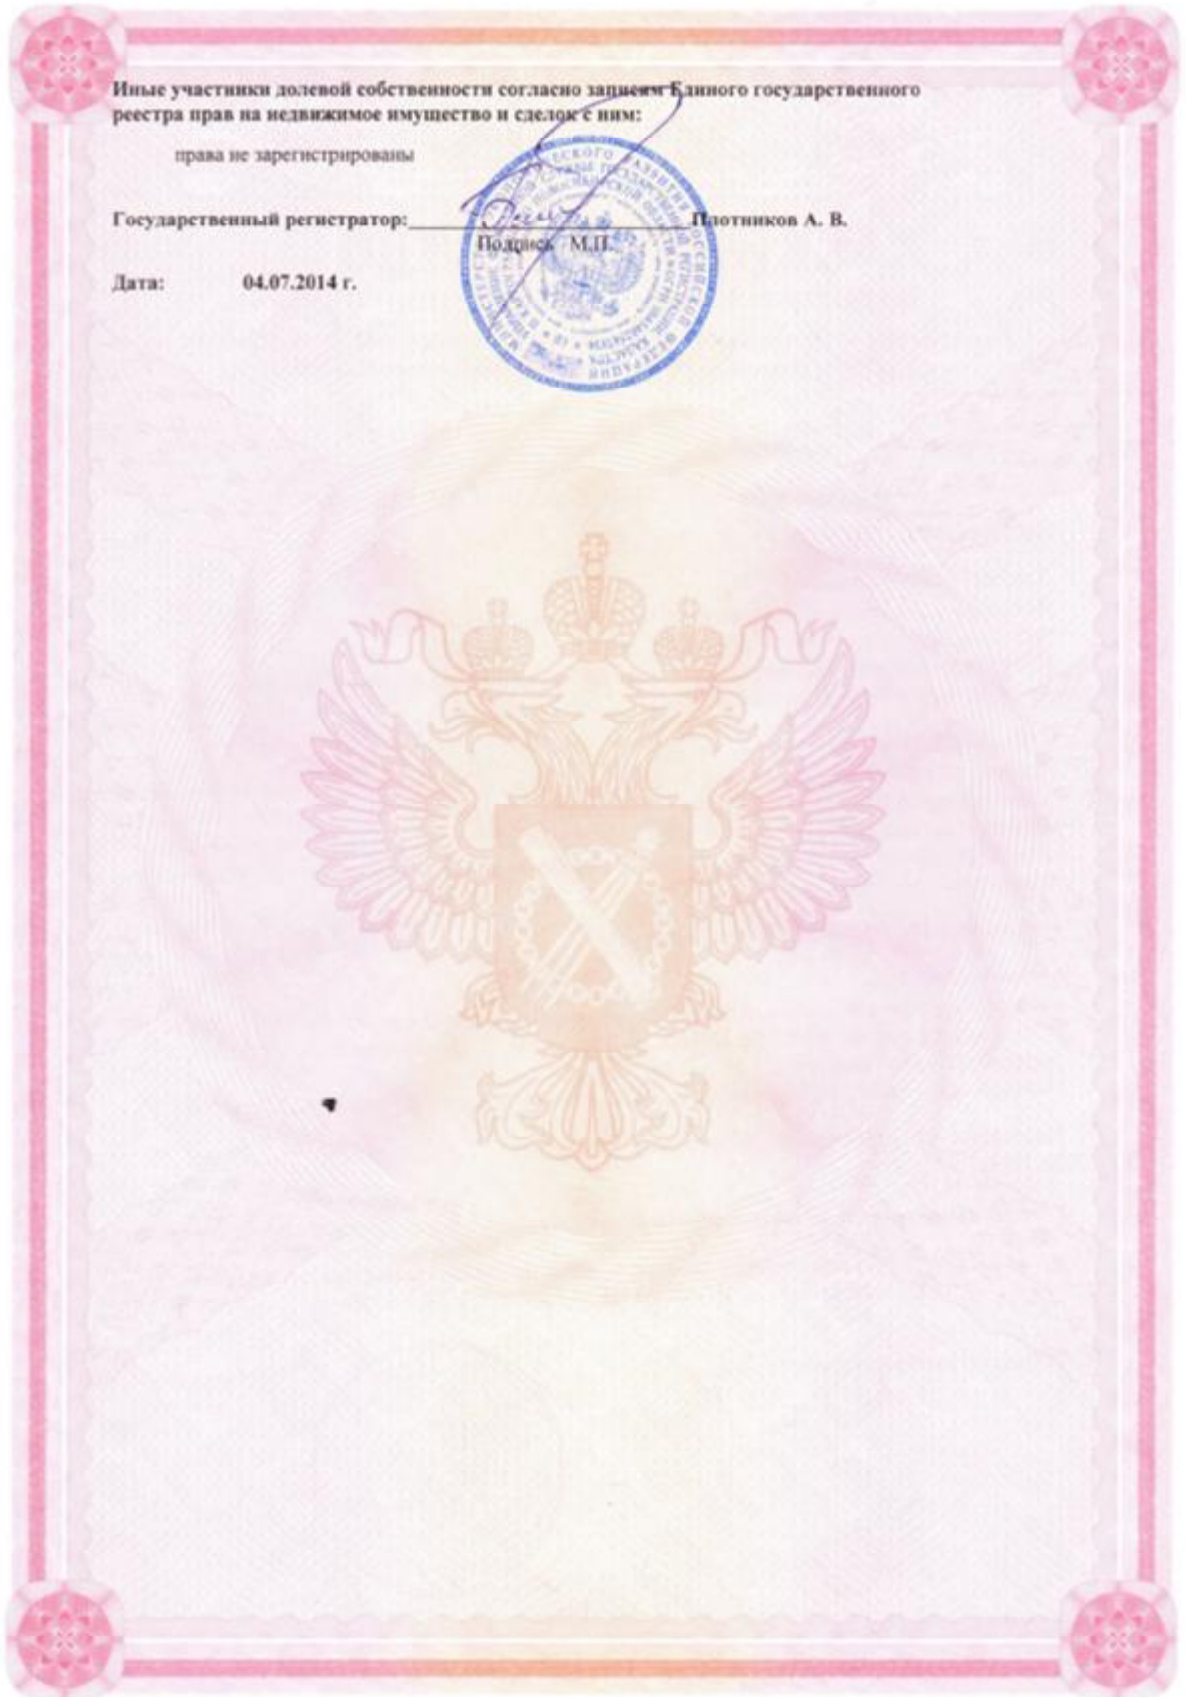 Иные участники долевой собственности согласно записям Единого государственного
реестра прав на недвижимое имущество и сделок с ним:
права не зарегистрированы
Государственный регистратор: Плотников А. В.
Подпись М.П.
Дата: 04.07.2014 г.